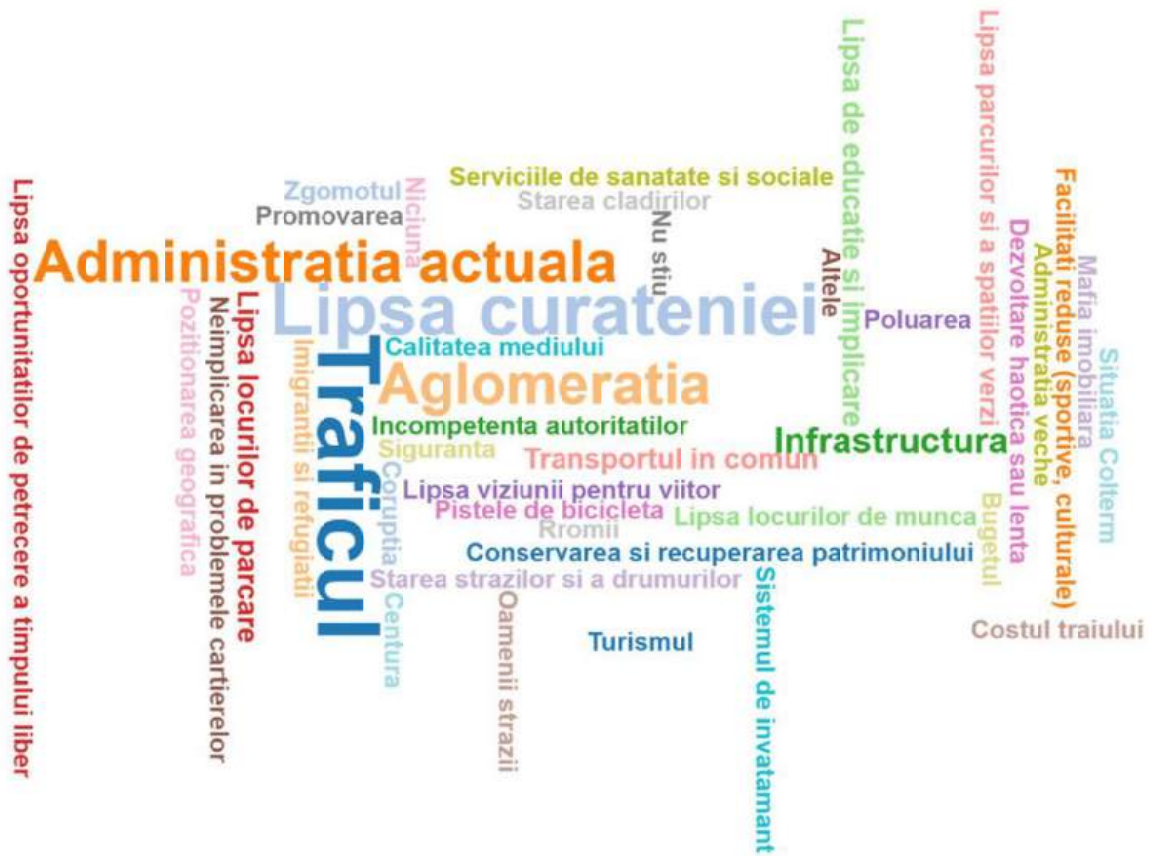 Lipsa oportunitatilor de petrecere a timpului liber
Zgomotul
Niciuna
Promovarea
Serviciile de sanatate si sociale
Starea cladirilor
Nu stiu
Lipsa de educatie si implicare
Lipsa parcurilor si a spatiilor verzi
Administratia actuala
Lipsa curateniei
Altele
Poluarea
Pozitionarea geografica
Neimplicarea in problemele cartierelor
Lipsa locurilor de parcare
Imigrantii si refugiati
Traficul
Calitatea mediului
Aglomeratia
Incompetenta autoritatilor
Siguranta
Transportul in comun
Infrastructura
Coruptia
Lipsa viziunii pentru viitor
Pistele de bicicleta
Rromii
Lipsa locurilor de munca
Bugetul
Conservarea si recuperarea patrimoniului
Starea strazilor si a drumurilor
Centura
Oamenii strazii
Turismul
Sistemul de invatamant
Dezvoltare haotica sau lenta
Administratia veche
Facilitati reduse (sportive, culturale)
Mafia imobiliara
Situatia Colterm
Costul traiului